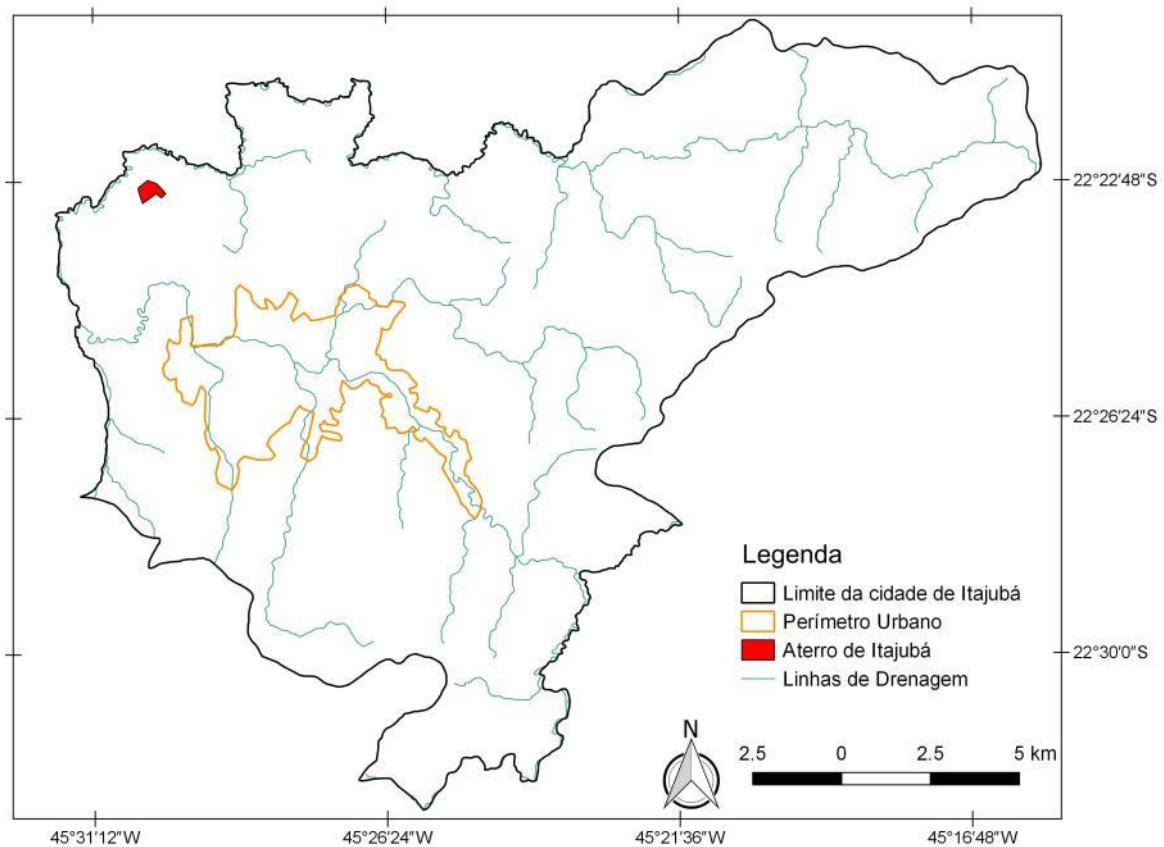 22°22′48″S
22°26′24″S
Legenda
Limite da cidade de Itajubá
Perímetro Urbano
Aterro de Itajubá
Linhas de Drenagem
22°30′0″S
N
2.5 0 2.5 5 km
45°31′12″W 45°26′24″W 45°21′36″W 45°16′48″W